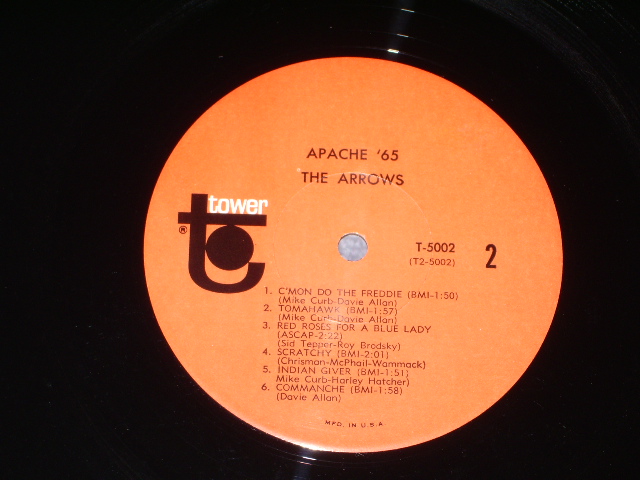 APACHE '65
THE ARROWS
tower
®
T-5002
(T2-5002)
2
1. C'MON DO THE FREDDIE (BMI-1:50)
(Mike Curb-Davie Allan)
2. TOMAHAWK (BMI-1:57)
(Mike Curb-Davie Allan)
3. RED ROSES FOR A BLUE LADY
(ASCAP-2:22)
(Sid Tepper-Roy Brodsky)
4. SCRATCHY (BMI-2:01)
(Chrisman-McPhail-Wammack)
5. INDIAN GIVER (BMI-1:51)
Mike Curb-Harley Hatcher)
6. COMMANCHE (BMI-1:58)
(Davie Allan)
MFD. IN U.S.A.